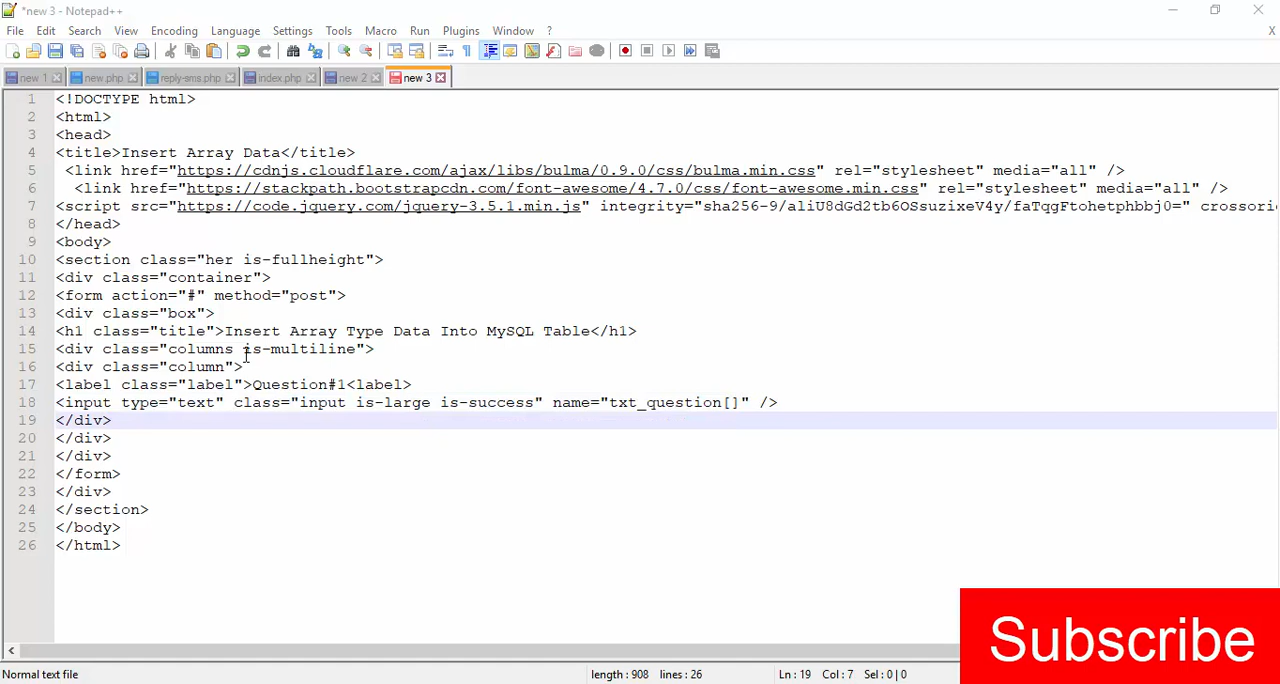 *new 3 - Notepad++
File Edit Search View Encoding Language Settings Tools Macro Run Plugins Window ? X
new 1 new.php reply-sms.php index.php new 2 new 3
1 <!DOCTYPE html>
2 <html>
3 <head>
4 <title>Insert Array Data</title>
5 <link href="https://cdnjs.cloudflare.com/ajax/libs/bulma/0.9.0/css/bulma.min.css" rel="stylesheet" media="all" />
6 <link href="https://stackpath.bootstrapcdn.com/font-awesome/4.7.0/css/font-awesome.min.css" rel="stylesheet" media="all" />
7 <script src="https://code.jquery.com/jquery-3.5.1.min.js" integrity="sha256-9/aliU8dGd2tb6OSsuzixeV4y/faTqgFtohetphbbj0=" crossori
8 </head>
9 <body>
10 <section class="her is-fullheight">
11 <div class="container">
12 <form action="#" method="post">
13 <div class="box">
14 <h1 class="title">Insert Array Type Data Into MySQL Table</h1>
15 <div class="columns is-multiline">
16 <div class="column">
17 <label class="label">Question#1<label>
18 <input type="text" class="input is-large is-success" name="txt_question[]" />
19 </div>
20 </div>
21 </div>
22 </form>
23 </div>
24 </section>
25 </body>
26 </html>
Subscribe
Normal text file length : 908 lines : 26 Ln : 19 Col : 7 Sel : 0 | 0